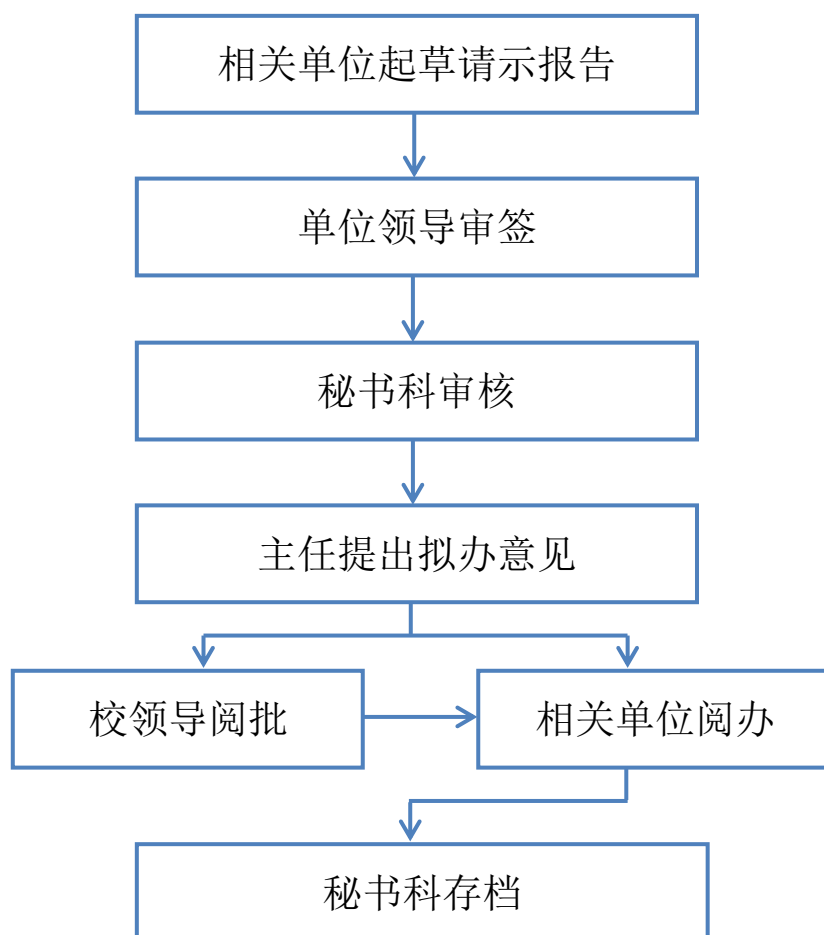 相关单位起草请示报告
单位领导审签
秘书科审核
主任提出拟办意见
校领导阅批
相关单位阅办
秘书科存档